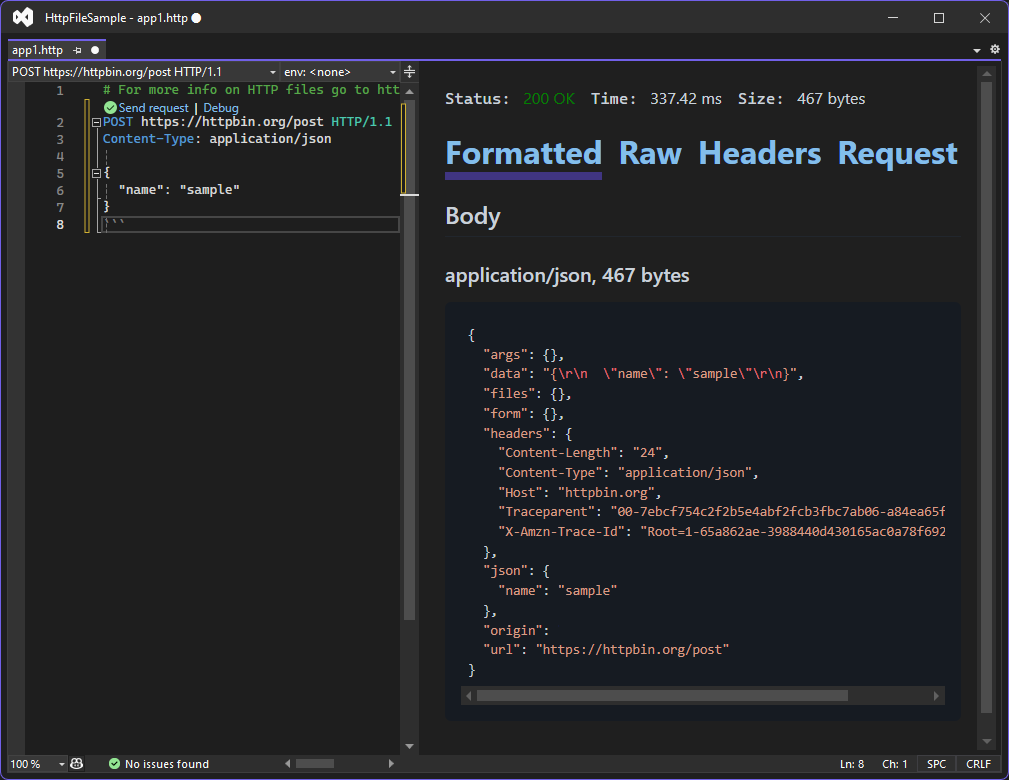 HttpFileSample - app1.http
app1.http
POST https://httpbin.org/post HTTP/1.1
env: <none>
1 # For more info on HTTP files go to htt
Send request | Debug
2 POST https://httpbin.org/post HTTP/1.1
3 Content-Type: application/json
4
5 {
6 "name": "sample"
7 }
8 ```
Status: 200 OK Time: 337.42 ms Size: 467 bytes
Formatted Raw Headers Request
Body
application/json, 467 bytes
{
"args": {},
"data": "{\r\n  \"name\": \"sample\"\r\n}",
"files": {},
"form": {},
"headers": {
"Content-Length": "24",
"Content-Type": "application/json",
"Host": "httpbin.org",
"Traceparent": "00-7ebcf754c2f2b5e4abf2fcb3fbc7ab06-a84ea65f
"X-Amzn-Trace-Id": "Root=1-65a862ae-3988440d430165ac0a78f692
},
"json": {
"name": "sample"
},
"origin":
"url": "https://httpbin.org/post"
}
100 % No issues found Ln: 8 Ch: 1 SPC CRLF